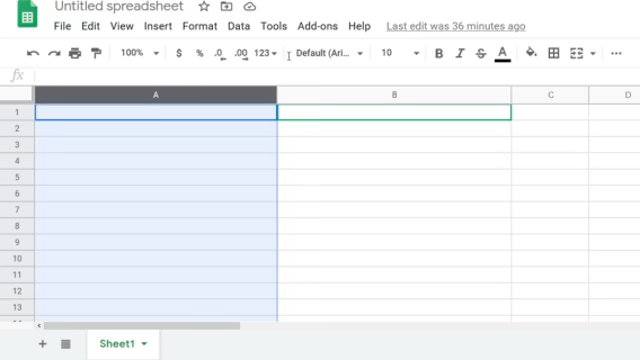 Untitled spreadsheet
File Edit View Insert Format Data Tools Add-ons Help Last edit was 36 minutes ago
100% $ % .0 .00 123 Default (Ari... 10 B I S A
fx
A B C D
1
2
3
4
5
6
7
8
9
10
11
12
13
Sheet1